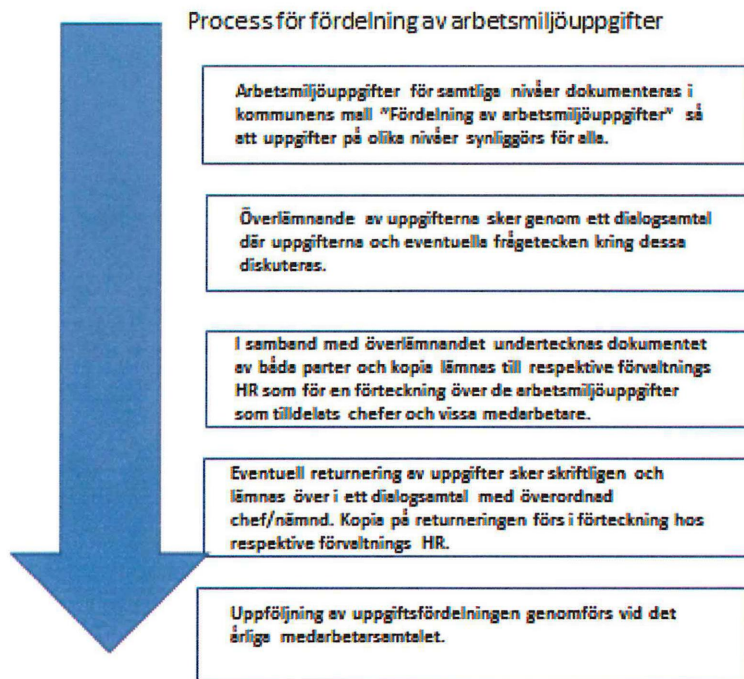 Process för fördelning av arbetsmiljöuppgifter
Arbetsmiljöuppgifter för samtliga nivåer dokumenteras i
kommunens mall "Fördelning av arbetsmiljöuppgifter" så
att uppgifter på olika nivåer synliggörs för alla.
Överlämnande av uppgifterna sker genom ett dialogsamtal
där uppgifterna och eventuella frågetecken kring dessa
diskuteras.
I samband med överlämnandet undertecknas dokumentet
av båda parter och kopia lämnas till respektive förvaltnings
HR som för en förteckning över de arbetsmiljöuppgifter
som tilldelats chefer och vissa medarbetare.
Eventuell returnering av uppgifter sker skriftligen och
lämnas över i ett dialogsamtal med överordnad
chef/nämnd. Kopia på returneringen förs i förteckning hos
respektive förvaltnings HR.
Uppföljning av uppgiftsfördelningen genomförs vid det
årliga medarbetarsamtalet.